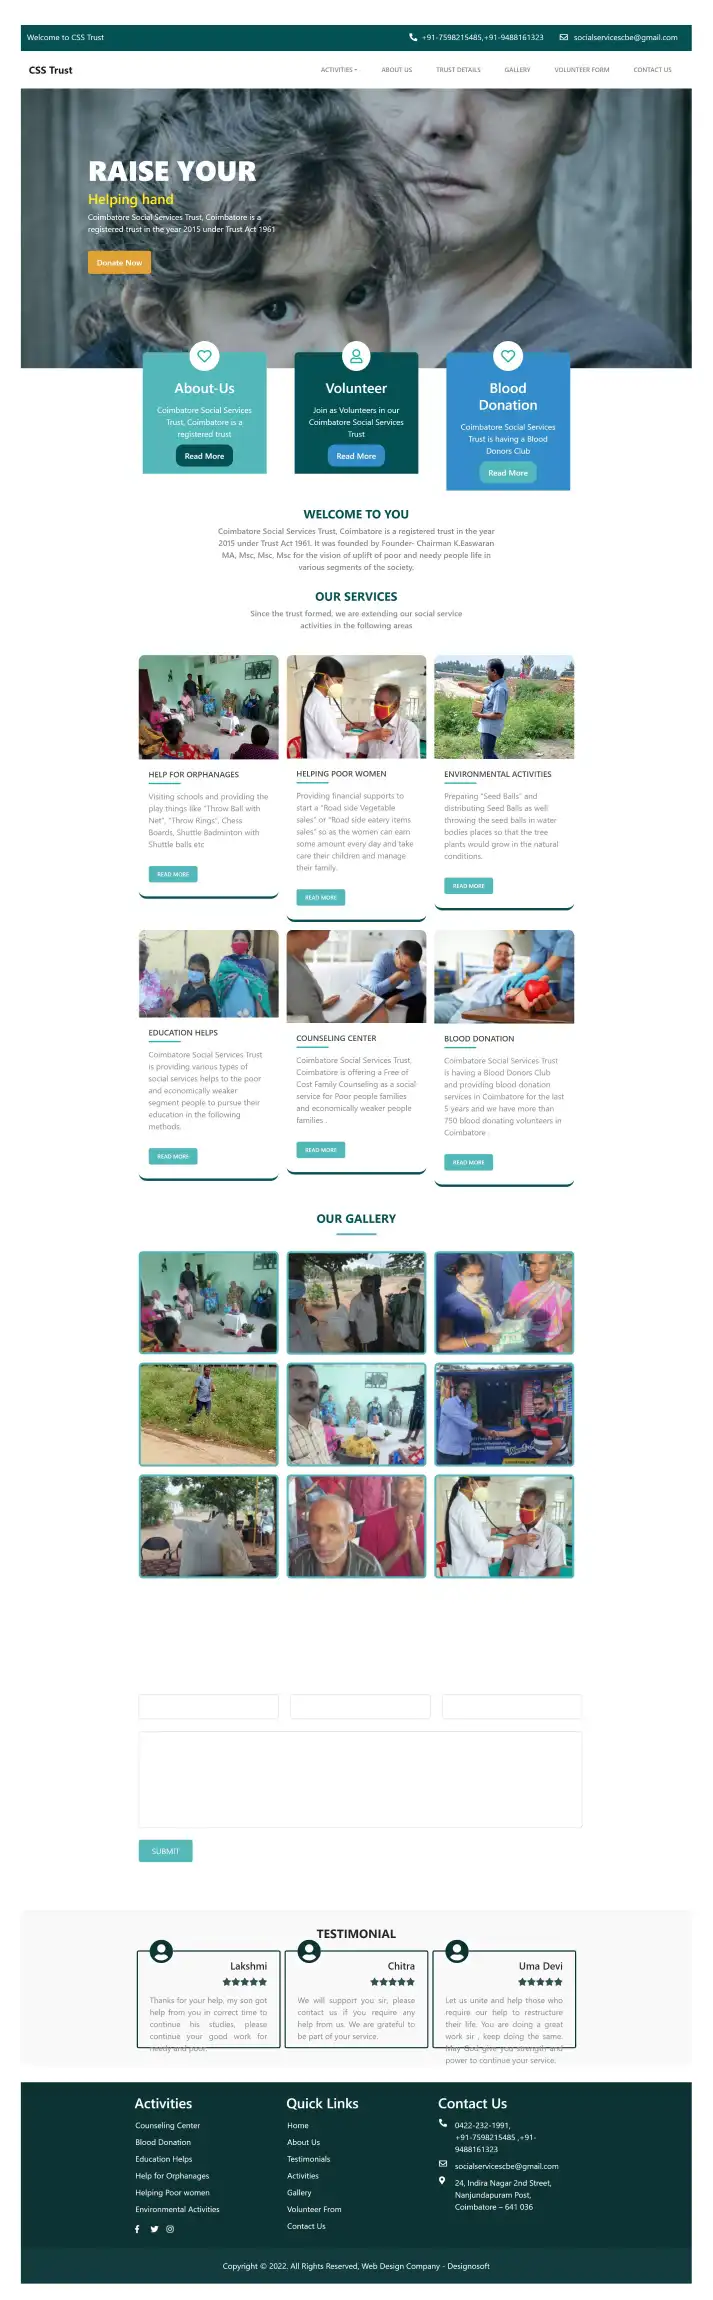 Welcome to CSS Trust
+91-7598215485,+91-9488161323
socialservicescbe@gmail.com
CSS Trust
ACTIVITIES
ABOUT US
TRUST DETAILS
GALLERY
VOLUNTEER FORM
CONTACT US
RAISE YOUR
Helping hand
Coimbatore Social Services Trust, Coimbatore is a
registered trust in the year 2015 under Trust Act 1961
Donate Now
About-Us
Coimbatore Social Services
Trust, Coimbatore is a
registered trust
Read More
Volunteer
Join as Volunteers in our
Coimbatore Social Services
Trust
Read More
Blood
Donation
Coimbatore Social Services
Trust is having a Blood
Donors Club
Read More
WELCOME TO YOU
Coimbatore Social Services Trust, Coimbatore is a registered trust in the year
2015 under Trust Act 1961. It was founded by Founder- Chairman K.Easwaran
MA, Msc, Msc, Msc for the vision of uplift of poor and needy people life in
various segments of the society.
OUR SERVICES
Since the trust formed, we are extending our social service
activities in the following areas
HELP FOR ORPHANAGES
Visiting schools and providing the
play things like "Throw Ball with
Net", "Throw Rings", Chess
Boards, Shuttle Badminton with
Shuttle balls etc
READ MORE
HELPING POOR WOMEN
Providing financial supports to
start a "Road side Vegetable
sales" or "Road side eatery items
sales" so as the women can earn
some amount every day and take
care their children and manage
their family.
READ MORE
ENVIRONMENTAL ACTIVITIES
Preparing "Seed Balls" and
distributing Seed Balls as well
throwing the seed balls in water
bodies places so that the tree
plants would grow in the natural
conditions.
READ MORE
EDUCATION HELPS
Coimbatore Social Services Trust
is providing various types of
social services helps to the poor
and economically weaker
segment people to pursue their
education in the following
methods.
READ MORE
COUNSELING CENTER
Coimbatore Social Services Trust,
Coimbatore is offering a Free of
Cost Family Counseling as a social
service for Poor people families
and economically weaker people
families .
READ MORE
BLOOD DONATION
Coimbatore Social Services Trust
is having a Blood Donors Club
and providing blood donation
services in Coimbatore for the last
5 years and we have more than
750 blood donating volunteers in
Coimbatore .
READ MORE
OUR GALLERY
SUBMIT
TESTIMONIAL
Lakshmi
Thanks for your help, my son got
help from you in correct time to
continue his studies, please
continue your good work for
needy and poor.
Chitra
We will support you sir, please
contact us if you require any
help from us. We are grateful to
be part of your service.
Uma Devi
Let us unite and help those who
require our help to restructure
their life. You are doing a great
work sir , keep doing the same.
May God give you strength and
power to continue your service.
Activities
Counseling Center
Blood Donation
Education Helps
Help for Orphanages
Helping Poor women
Environmental Activities
Quick Links
Home
About Us
Testimonials
Activities
Gallery
Volunteer From
Contact Us
Contact Us
0422-232-1991,
+91-7598215485 ,+91-
9488161323
socialservicescbe@gmail.com
24, Indira Nagar 2nd Street,
Nanjundapuram Post,
Coimbatore – 641 036
Copyright © 2022, All Rights Reserved, Web Design Company - Designosoft